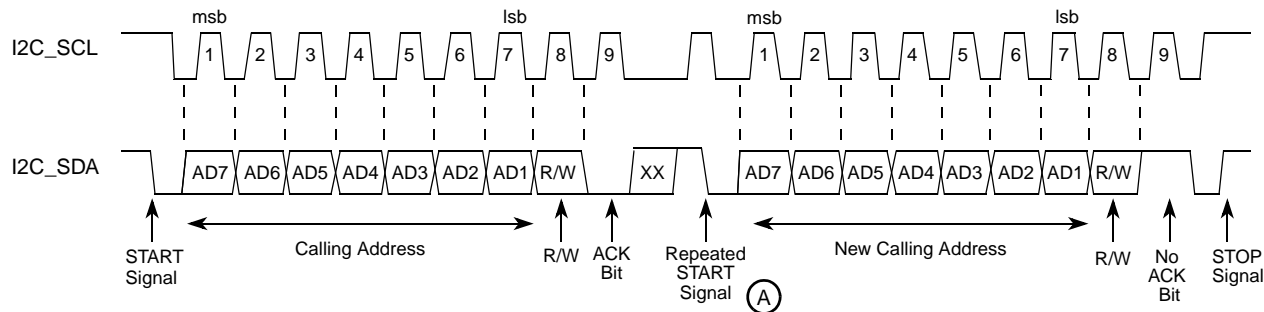 msb lsb msb lsb
I2C_SCL 1 2 3 4 5 6 7 8 9 1 2 3 4 5 6 7 8 9
I2C_SDA AD7 AD6 AD5 AD4 AD3 AD2 AD1 R/W XX AD7 AD6 AD5 AD4 AD3 AD2 AD1 R/W
START Signal
Calling Address
R/W
ACK Bit
Repeated START Signal
A
New Calling Address
R/W
No ACK Bit
STOP Signal